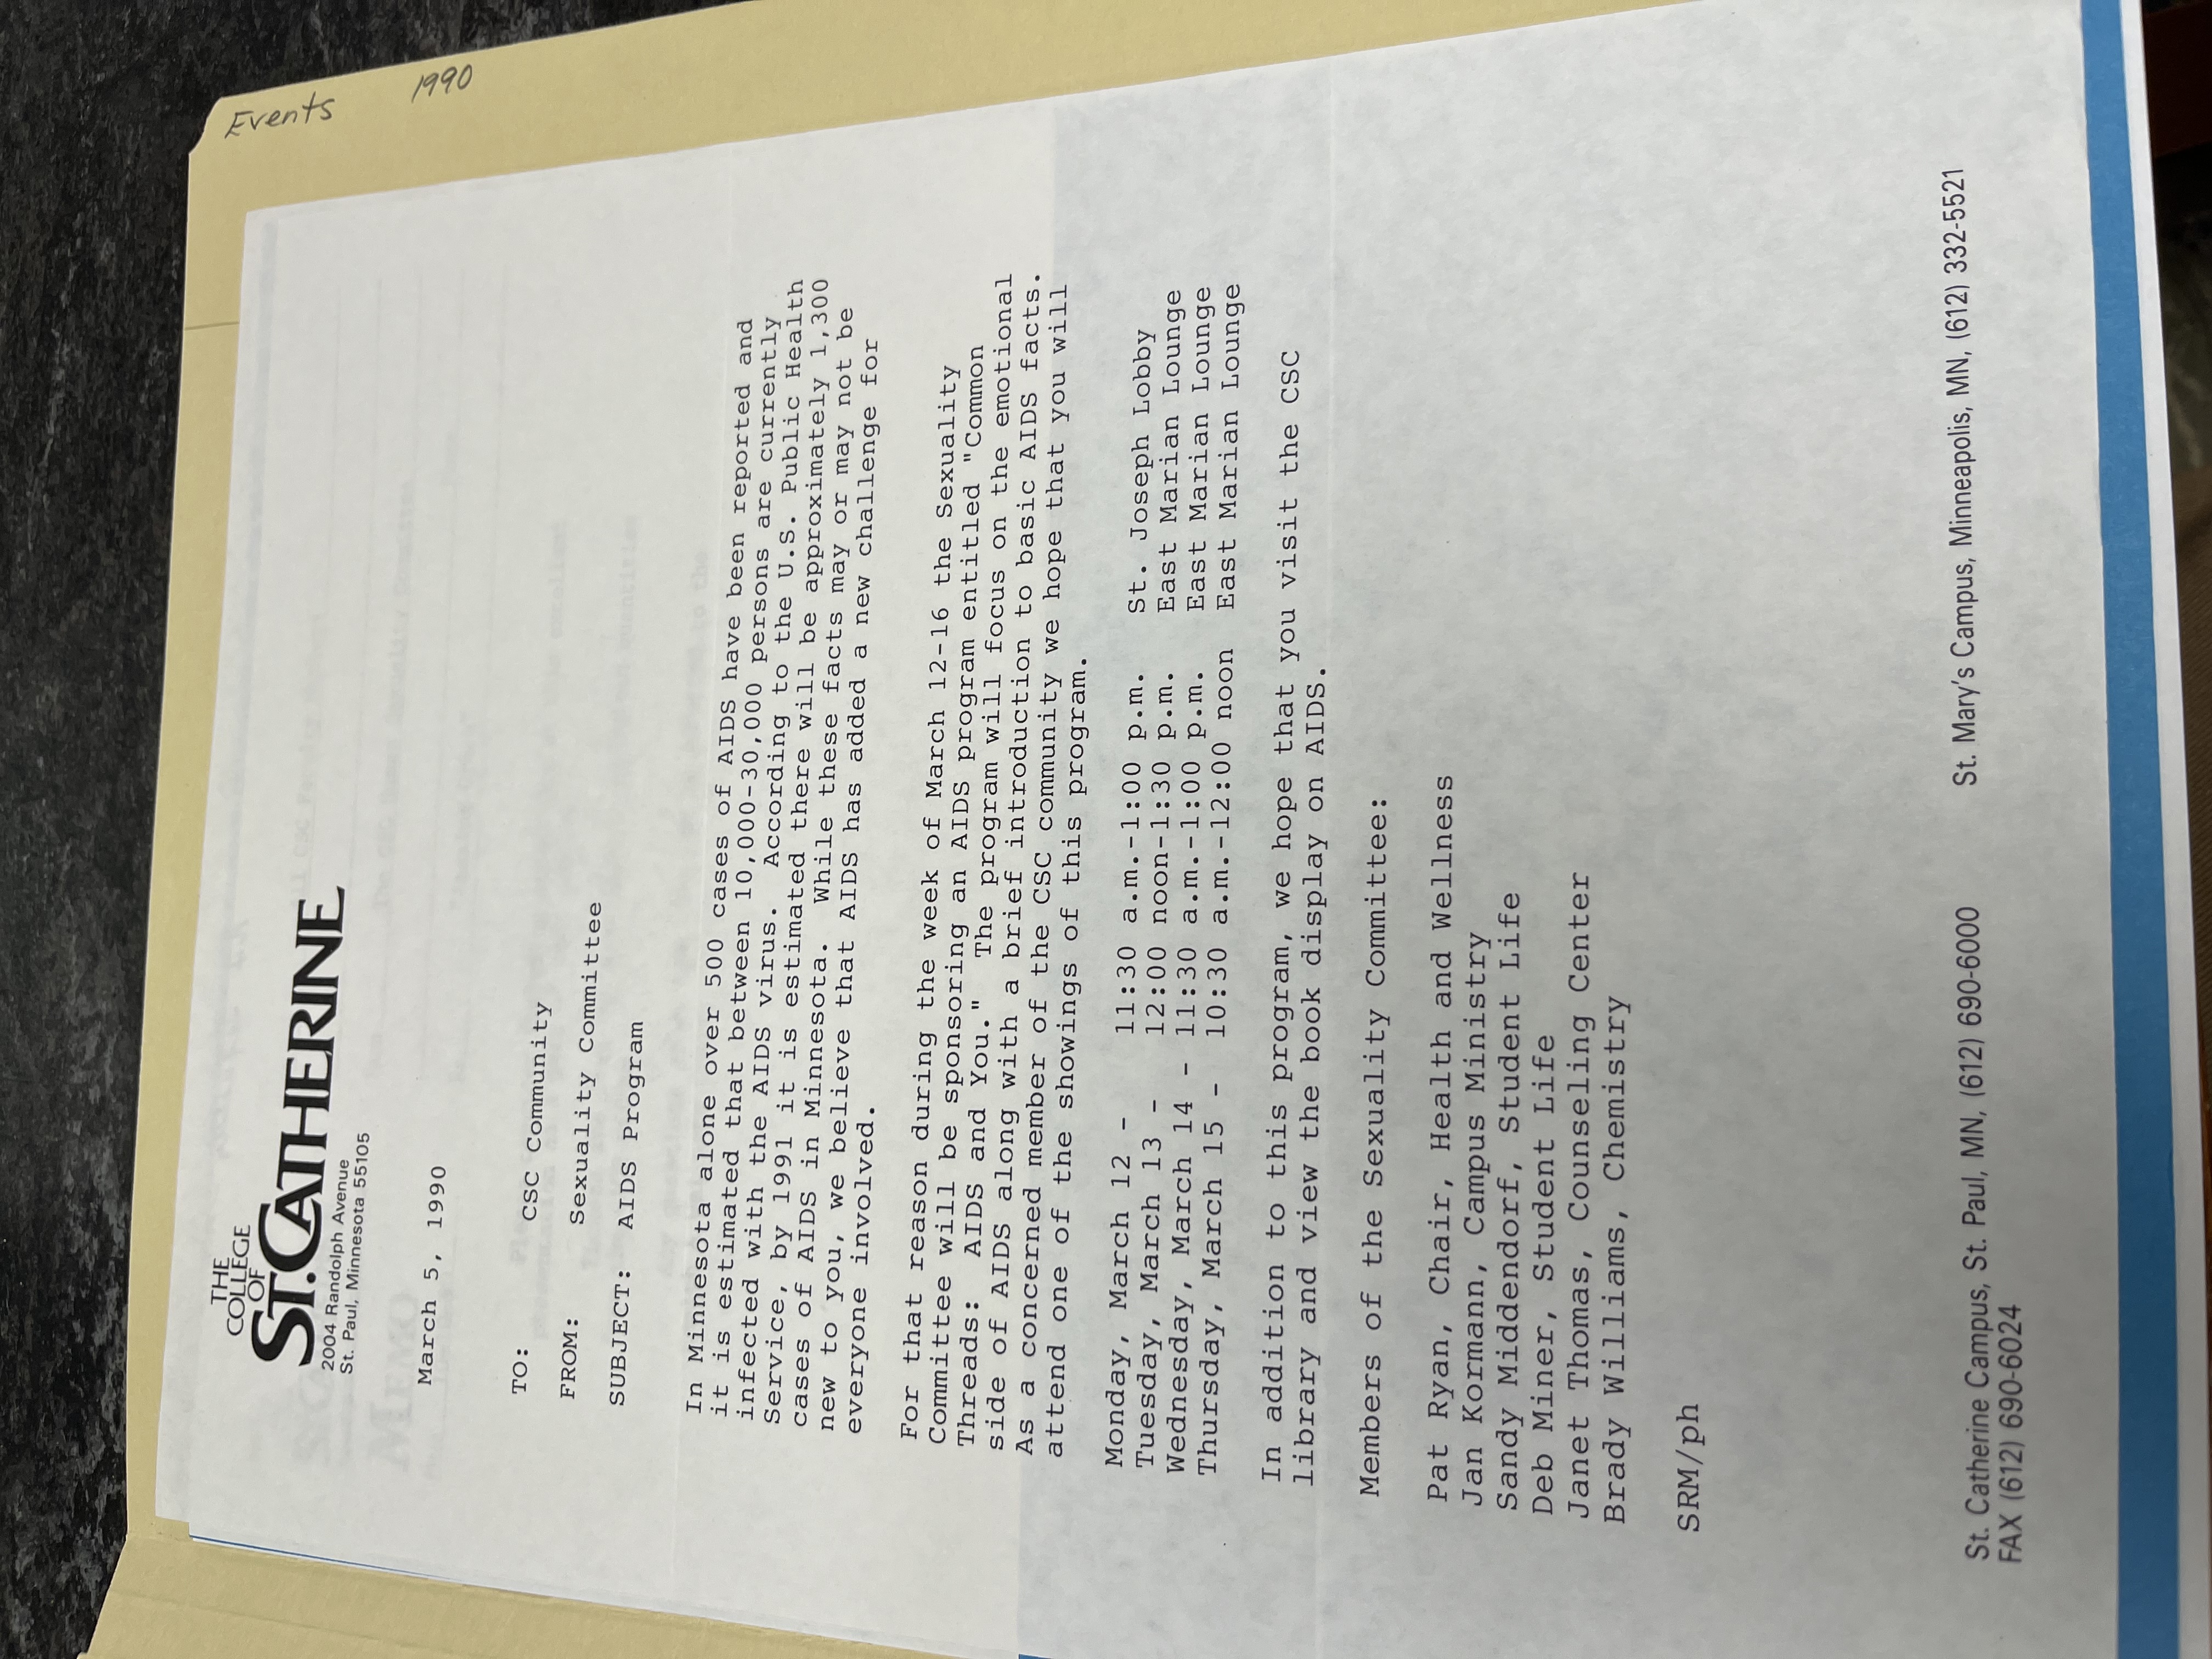 THE
COLLEGE
OF
ST. CATHERINE
2004 Randolph Avenue
St. Paul, Minnesota 55105
Events 1990
MEMO
March 5, 1990
TO: CSC Community
FROM: Sexuality Committee
SUBJECT: AIDS Program
In Minnesota alone over 500 cases of AIDS have been reported and
it is estimated that between 10,000-30,000 persons are currently
infected with the AIDS virus. According to the U.S. Public Health
Service, by 1991 it is estimated there will be approximately 1,300
cases of AIDS in Minnesota. While these facts may or may not be
new to you, we believe that AIDS has added a new challenge for
everyone involved.
For that reason during the week of March 12-16 the Sexuality
Committee will be sponsoring an AIDS program entitled "Common
Threads: AIDS and You." The program will focus on the emotional
side of AIDS along with a brief introduction to basic AIDS facts.
As a concerned member of the CSC community we hope that you will
attend one of the showings of this program.
Monday, March 12 - 11:30 a.m.-1:00 p.m. St. Joseph Lobby
Tuesday, March 13 - 12:00 noon-1:30 p.m. East Marian Lounge
Wednesday, March 14 - 11:30 a.m.-1:00 p.m. East Marian Lounge
Thursday, March 15 - 10:30 a.m.-12:00 noon East Marian Lounge
In addition to this program, we hope that you visit the CSC
library and view the book display on AIDS.
Members of the Sexuality Committee:
Pat Ryan, Chair, Health and Wellness
Jan Kormann, Campus Ministry
Sandy Middendorf, Student Life
Deb Miner, Student Life
Janet Thomas, Counseling Center
Brady Williams, Chemistry
SRM/ph
St. Catherine Campus, St. Paul, MN, (612) 690-6000 St. Mary's Campus, Minneapolis, MN, (612) 332-5521
FAX (612) 690-6024